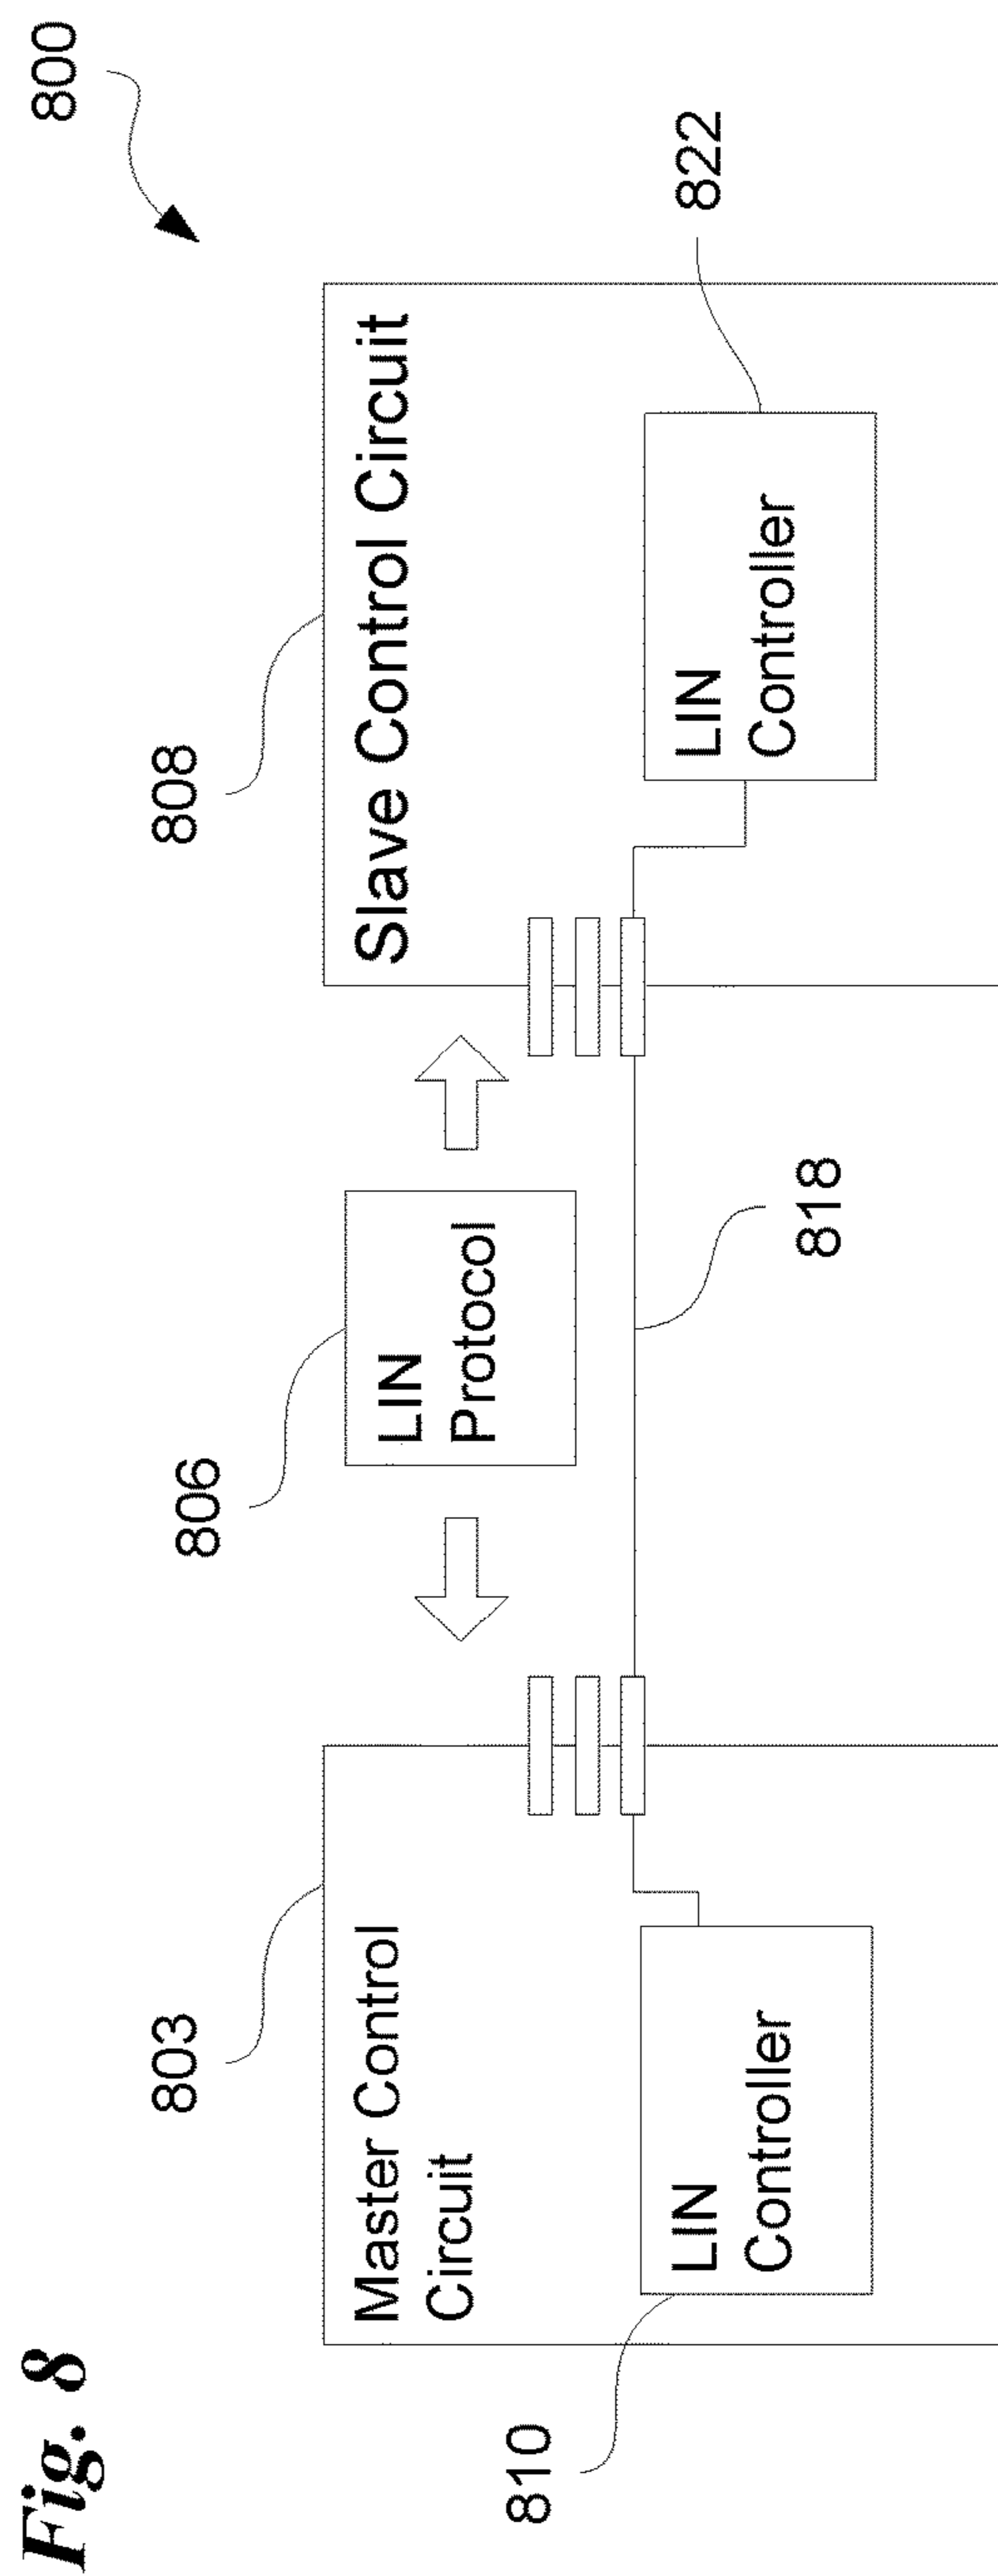 Fig. 8
800
803
806
808
Master Control
Circuit
LIN
Protocol
Slave Control Circuit
810
LIN
Controller
818
LIN
Controller
822